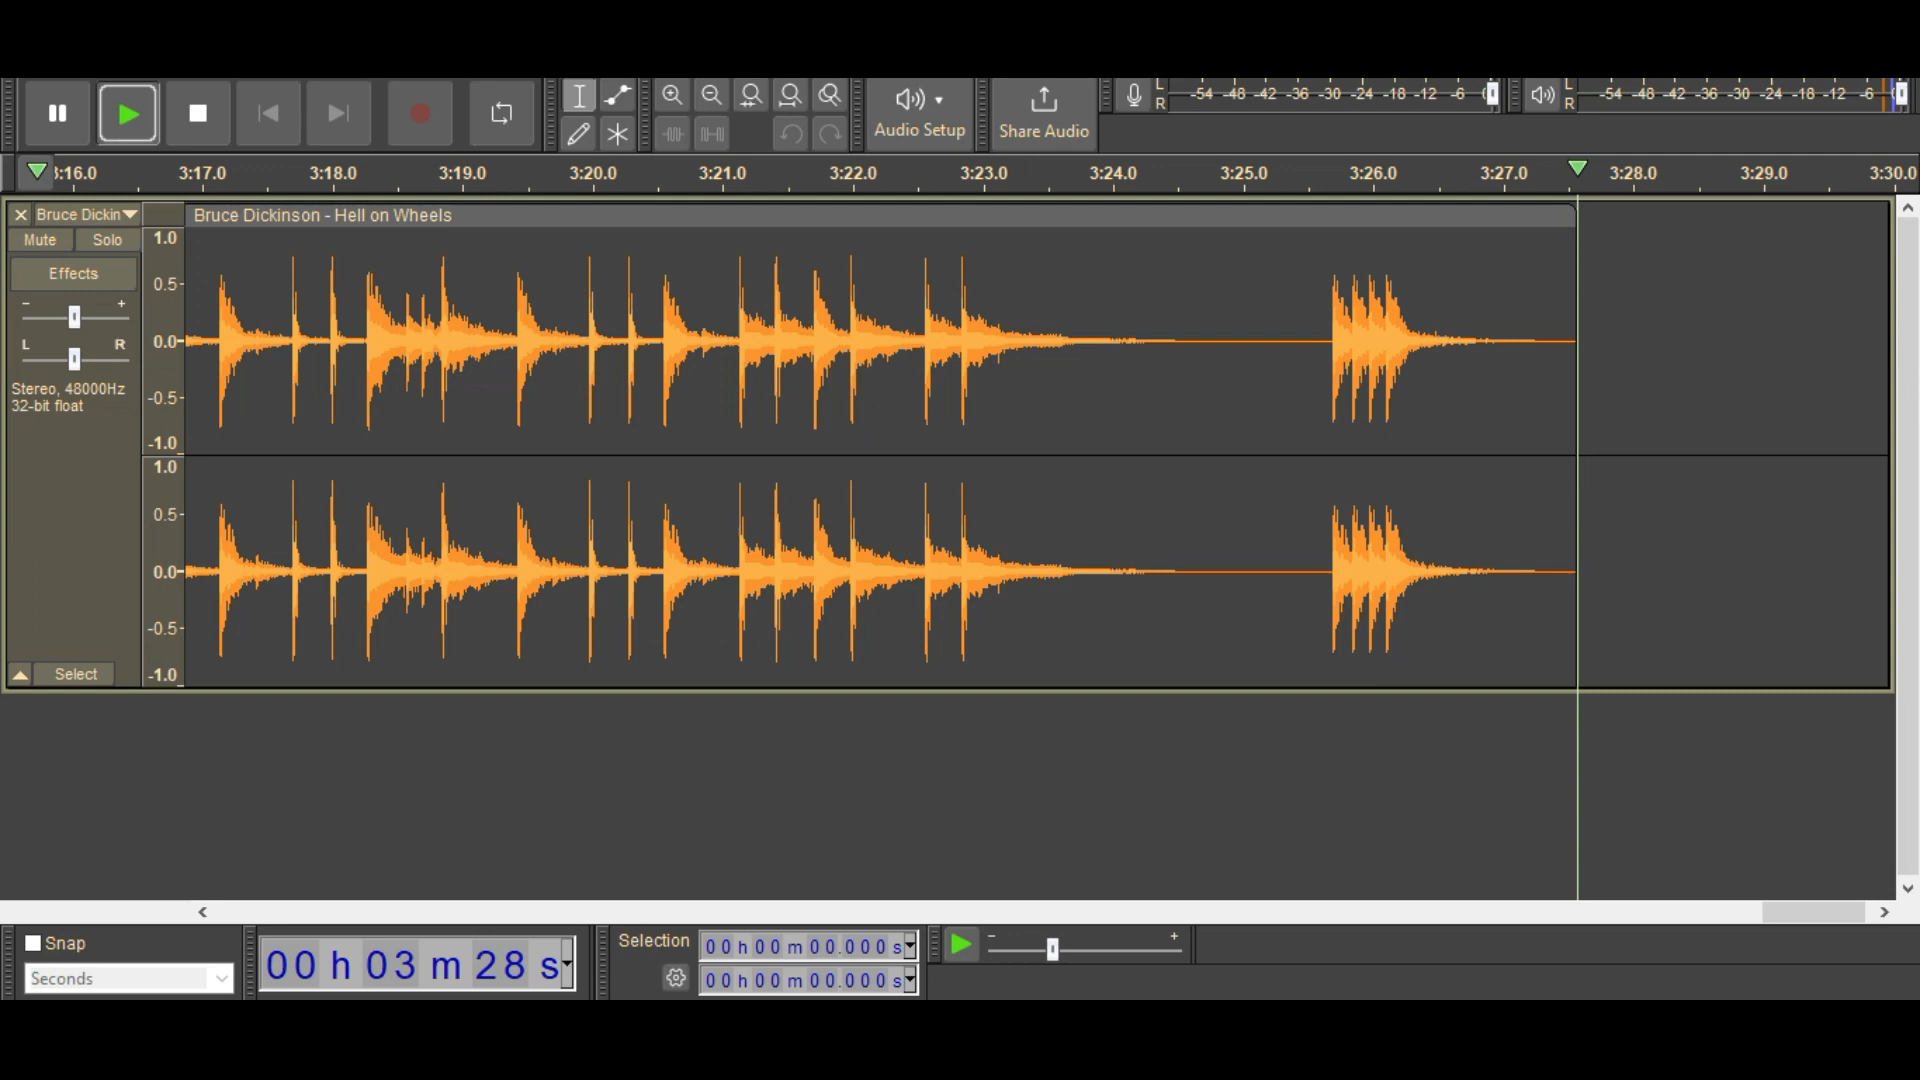 L
R
-54 -48 -42 -36 -30 -24 -18 -12 -6
L
R
-54 -48 -42 -36 -30 -24 -18 -12 -6
Audio Setup
Share Audio
3:16.0 3:17.0 3:18.0 3:19.0 3:20.0 3:21.0 3:22.0 3:23.0 3:24.0 3:25.0 3:26.0 3:27.0 3:28.0 3:29.0 3:30.0
Bruce Dickin
Bruce Dickinson - Hell on Wheels
Mute Solo
Effects
- +
L R
Stereo, 48000Hz
32-bit float
Select
1.0
0.5
0.0
-0.5
-1.0
1.0
0.5
0.0
-0.5
-1.0
Snap
Seconds
00 h 03 m 28 s
Selection
00 h 00 m 00.000 s
00 h 00 m 00.000 s
- +